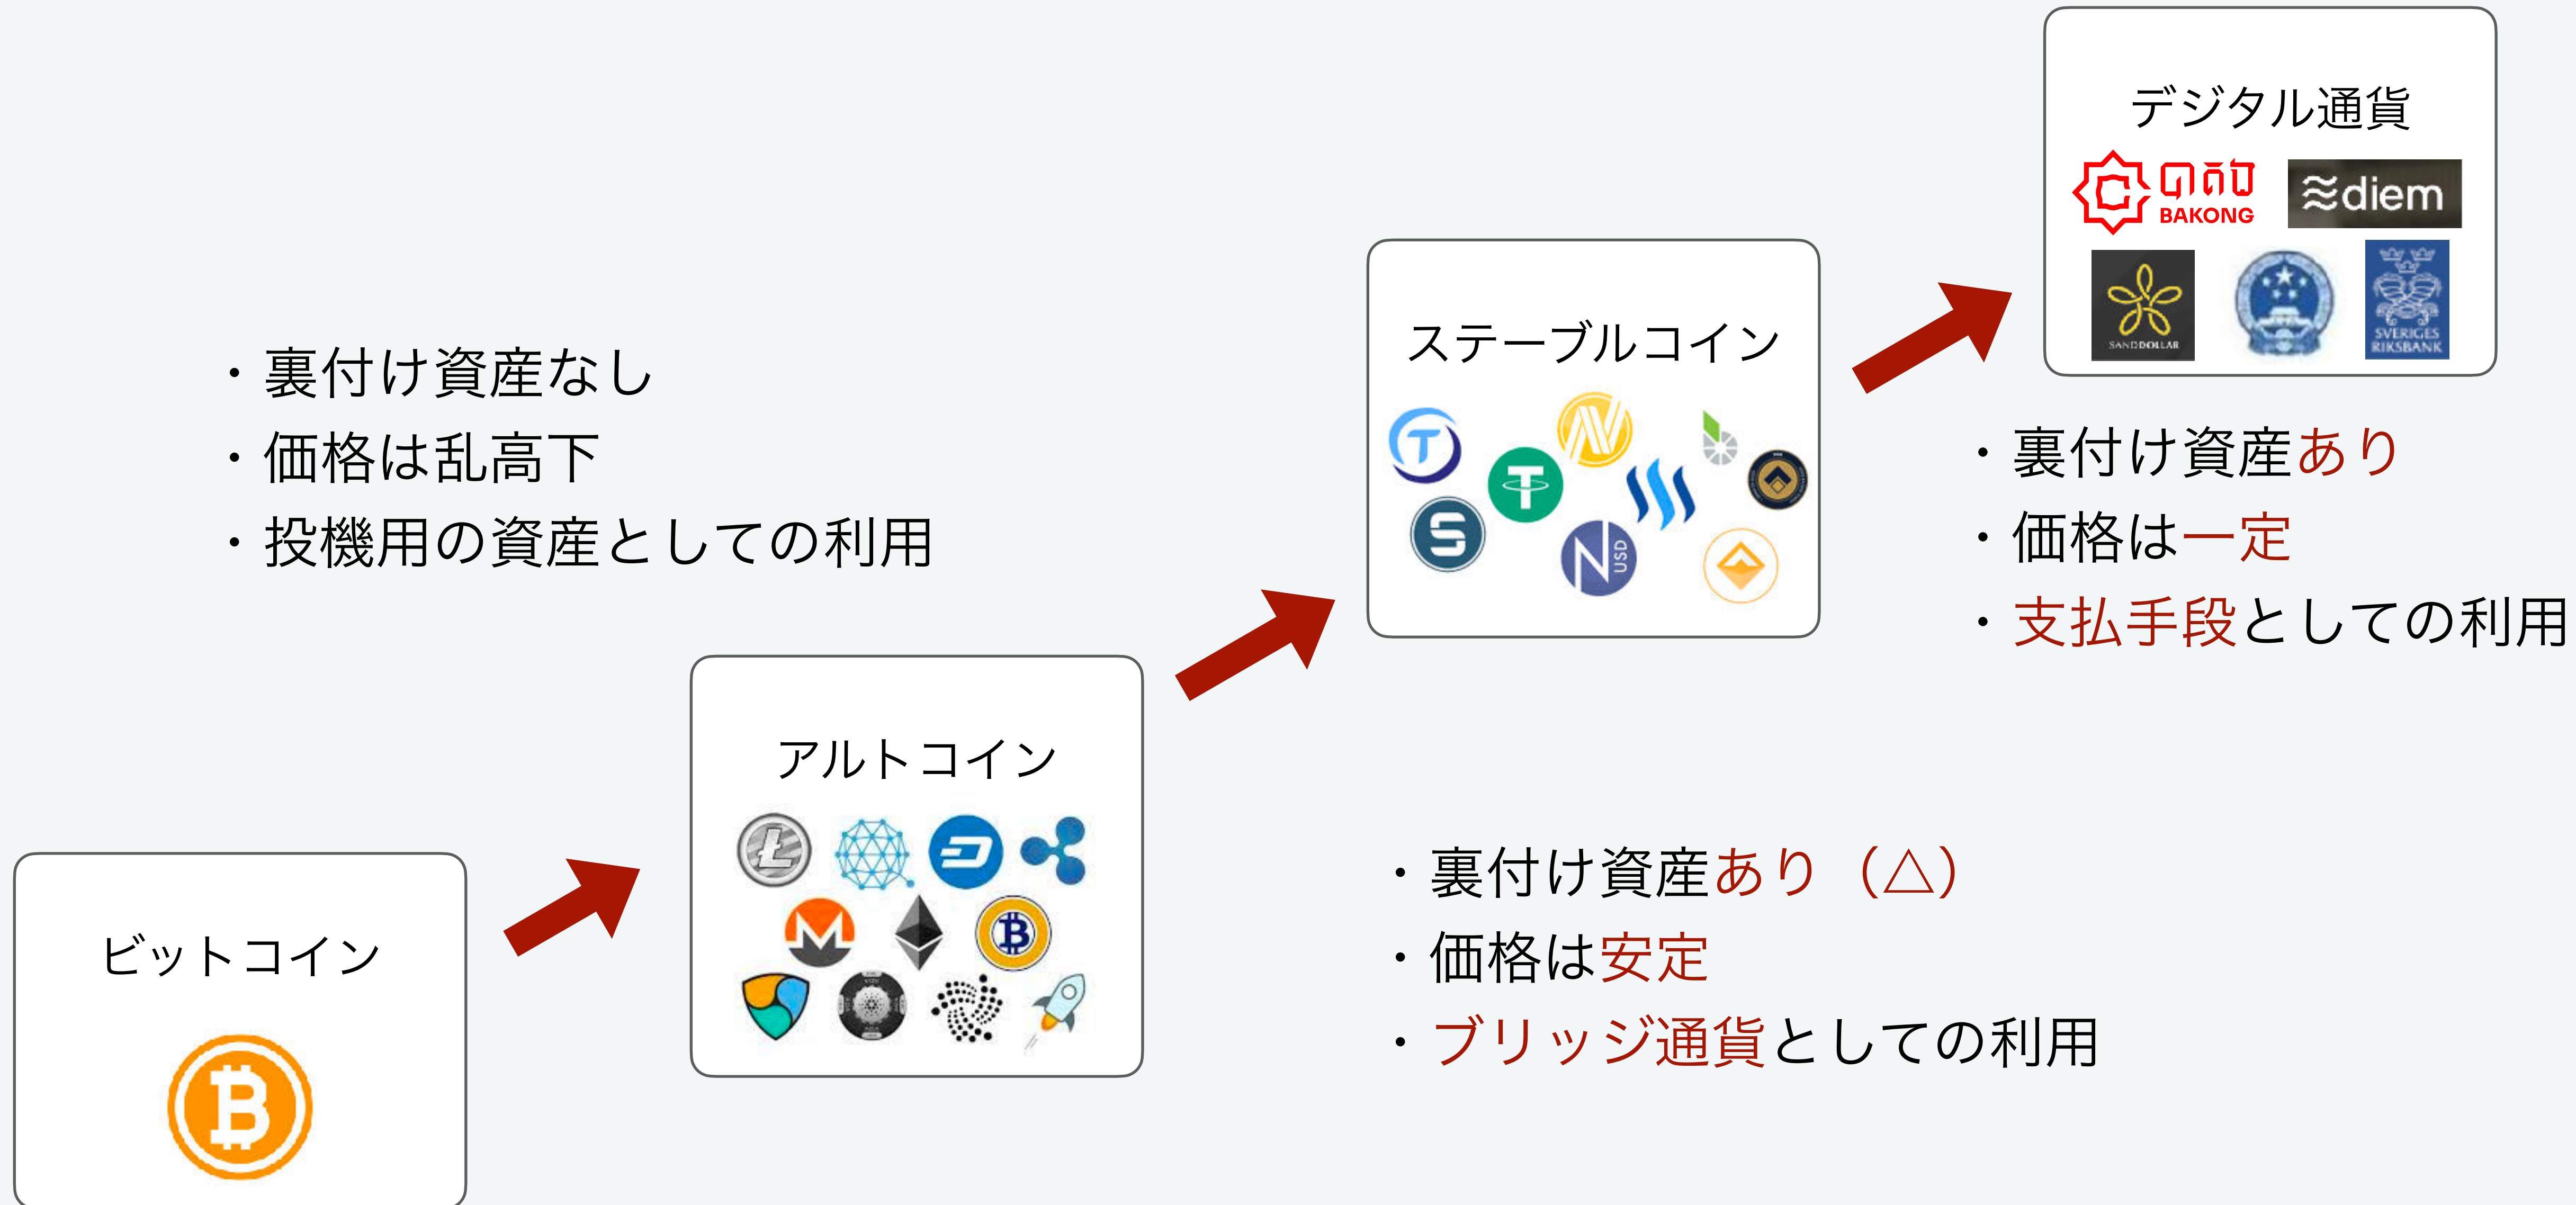 デジタル通貨
បាគង
BAKONG
diem
SANDDOLLAR
SVERIGES
RIKSBANK
・裏付け資産あり
・価格は一定
・支払手段としての利用
ステーブルコイン
USD
・裏付け資産あり（△）
・価格は安定
・ブリッジ通貨としての利用
・裏付け資産なし
・価格は乱高下
・投機用の資産としての利用
アルトコイン
ビットコイン